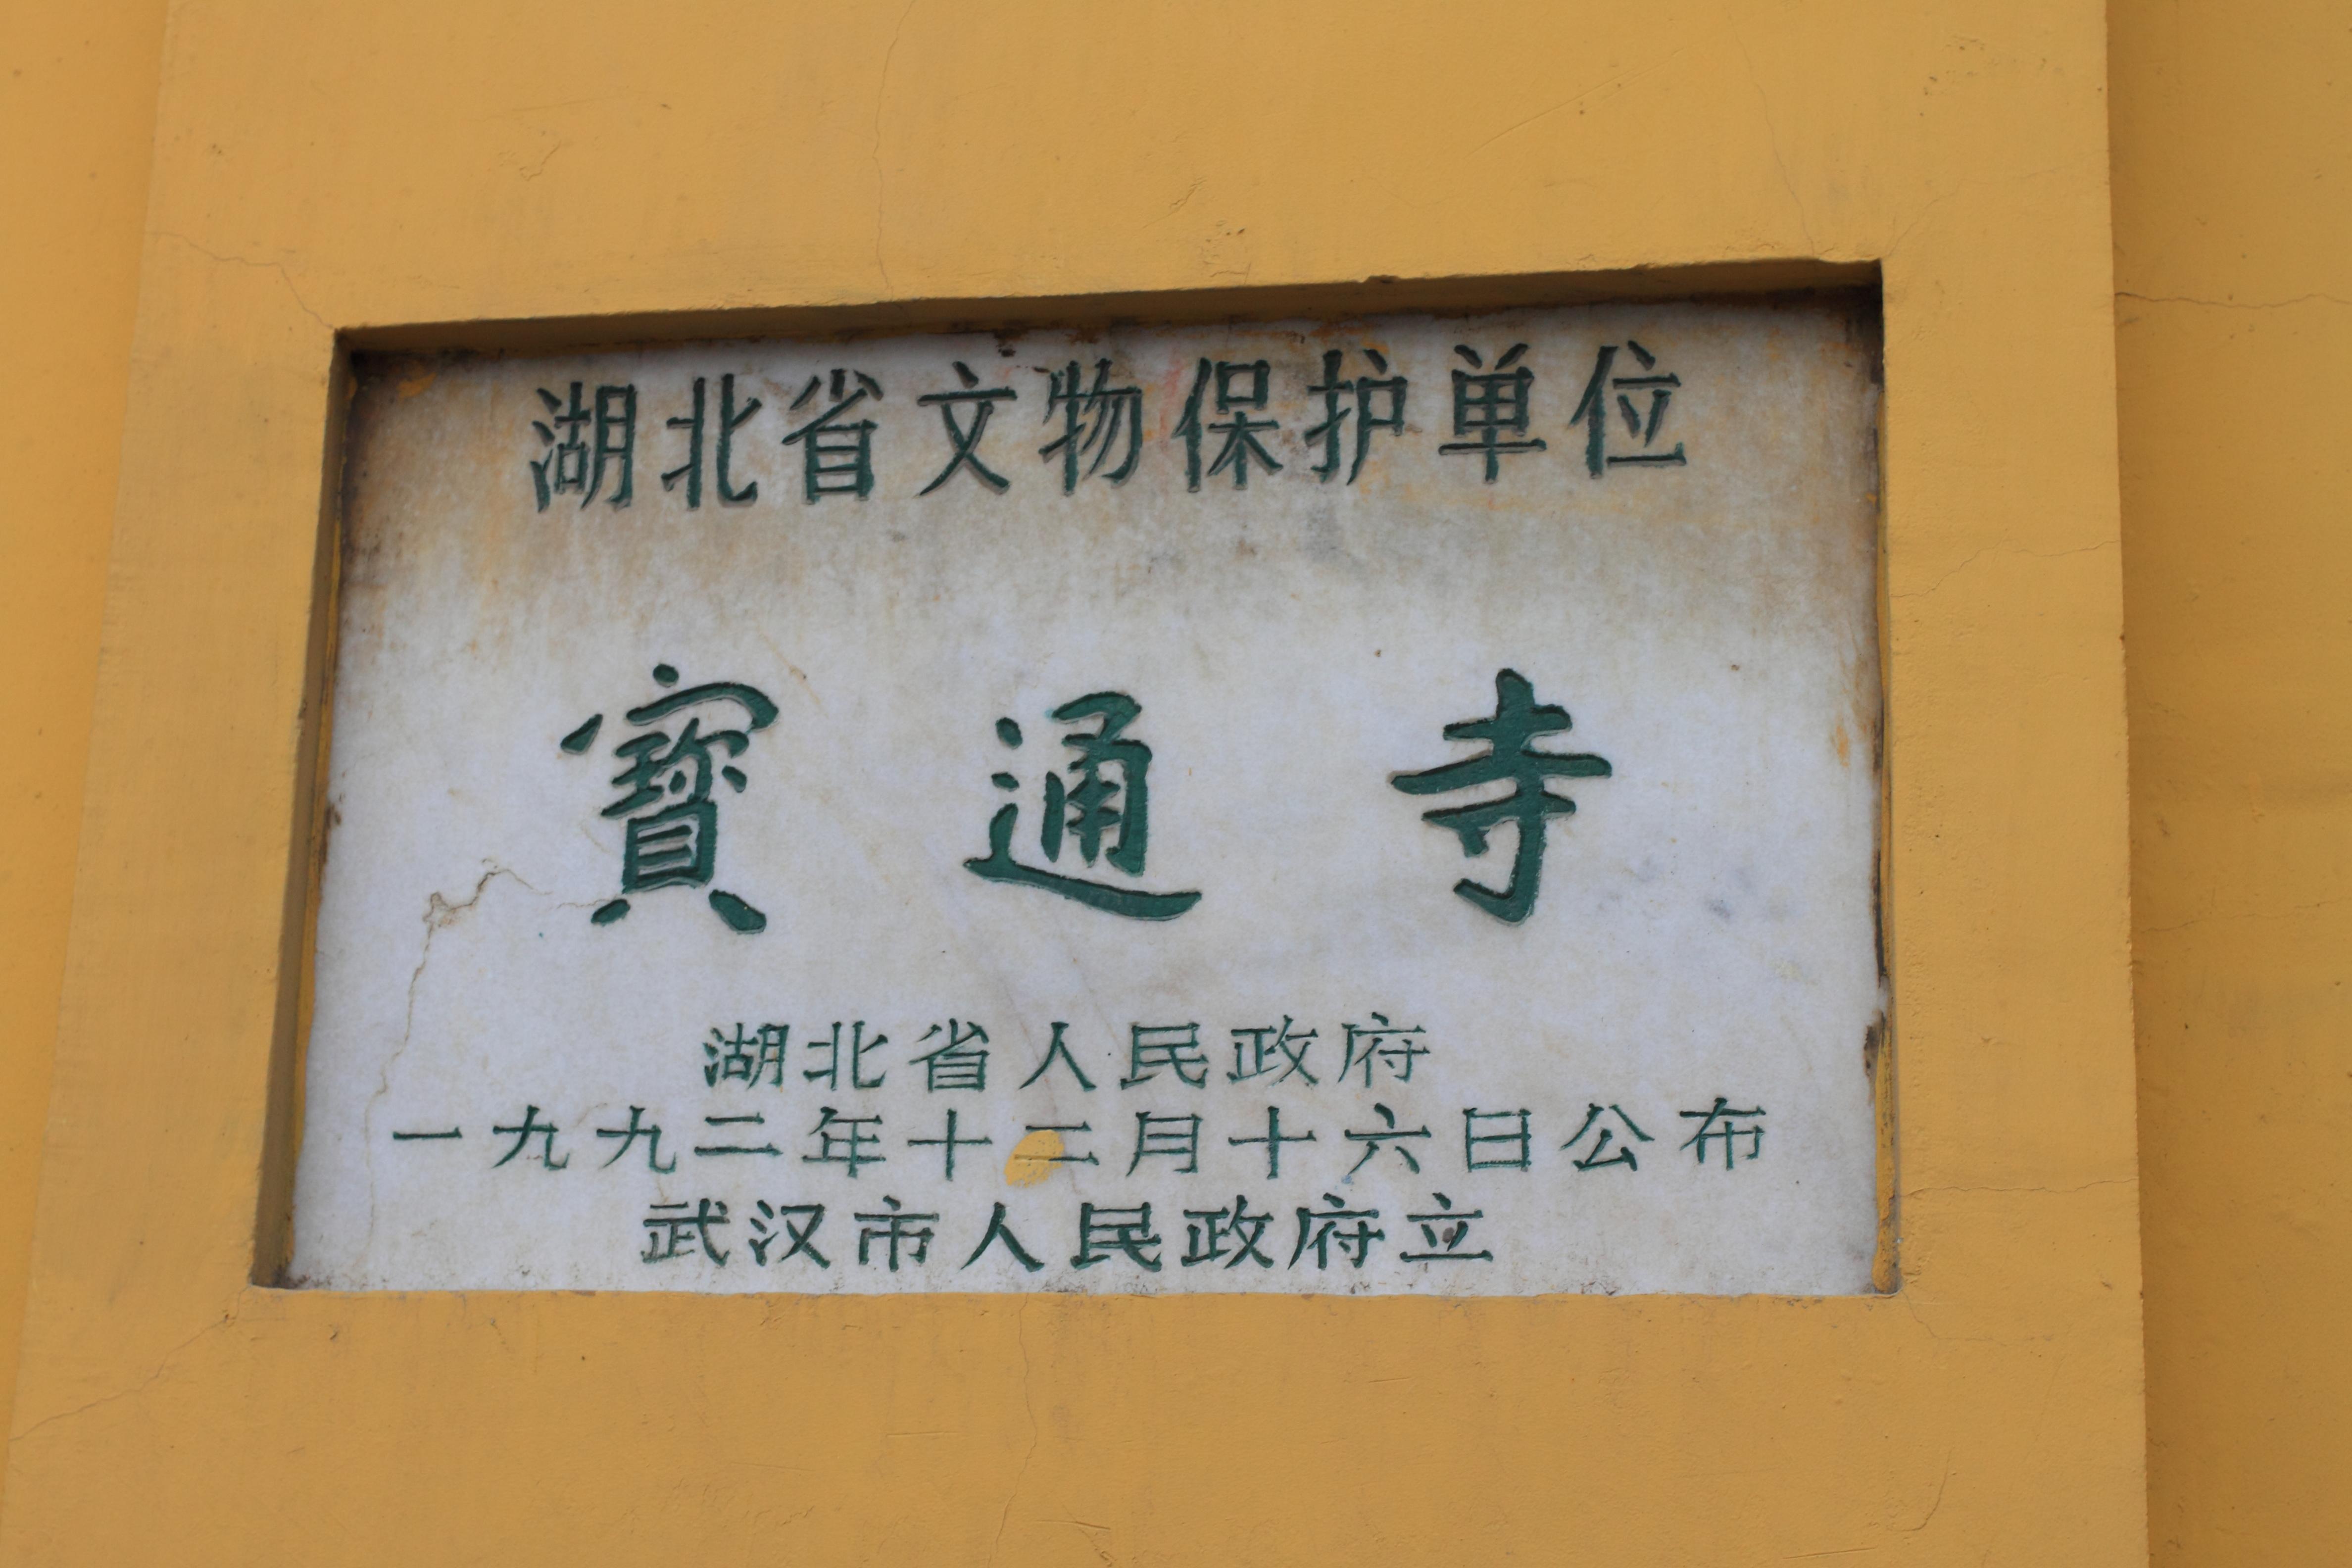 湖北省文物保护单位
寳通寺
湖北省人民政府
一九九二年十二月十六日公布
武汉市人民政府立